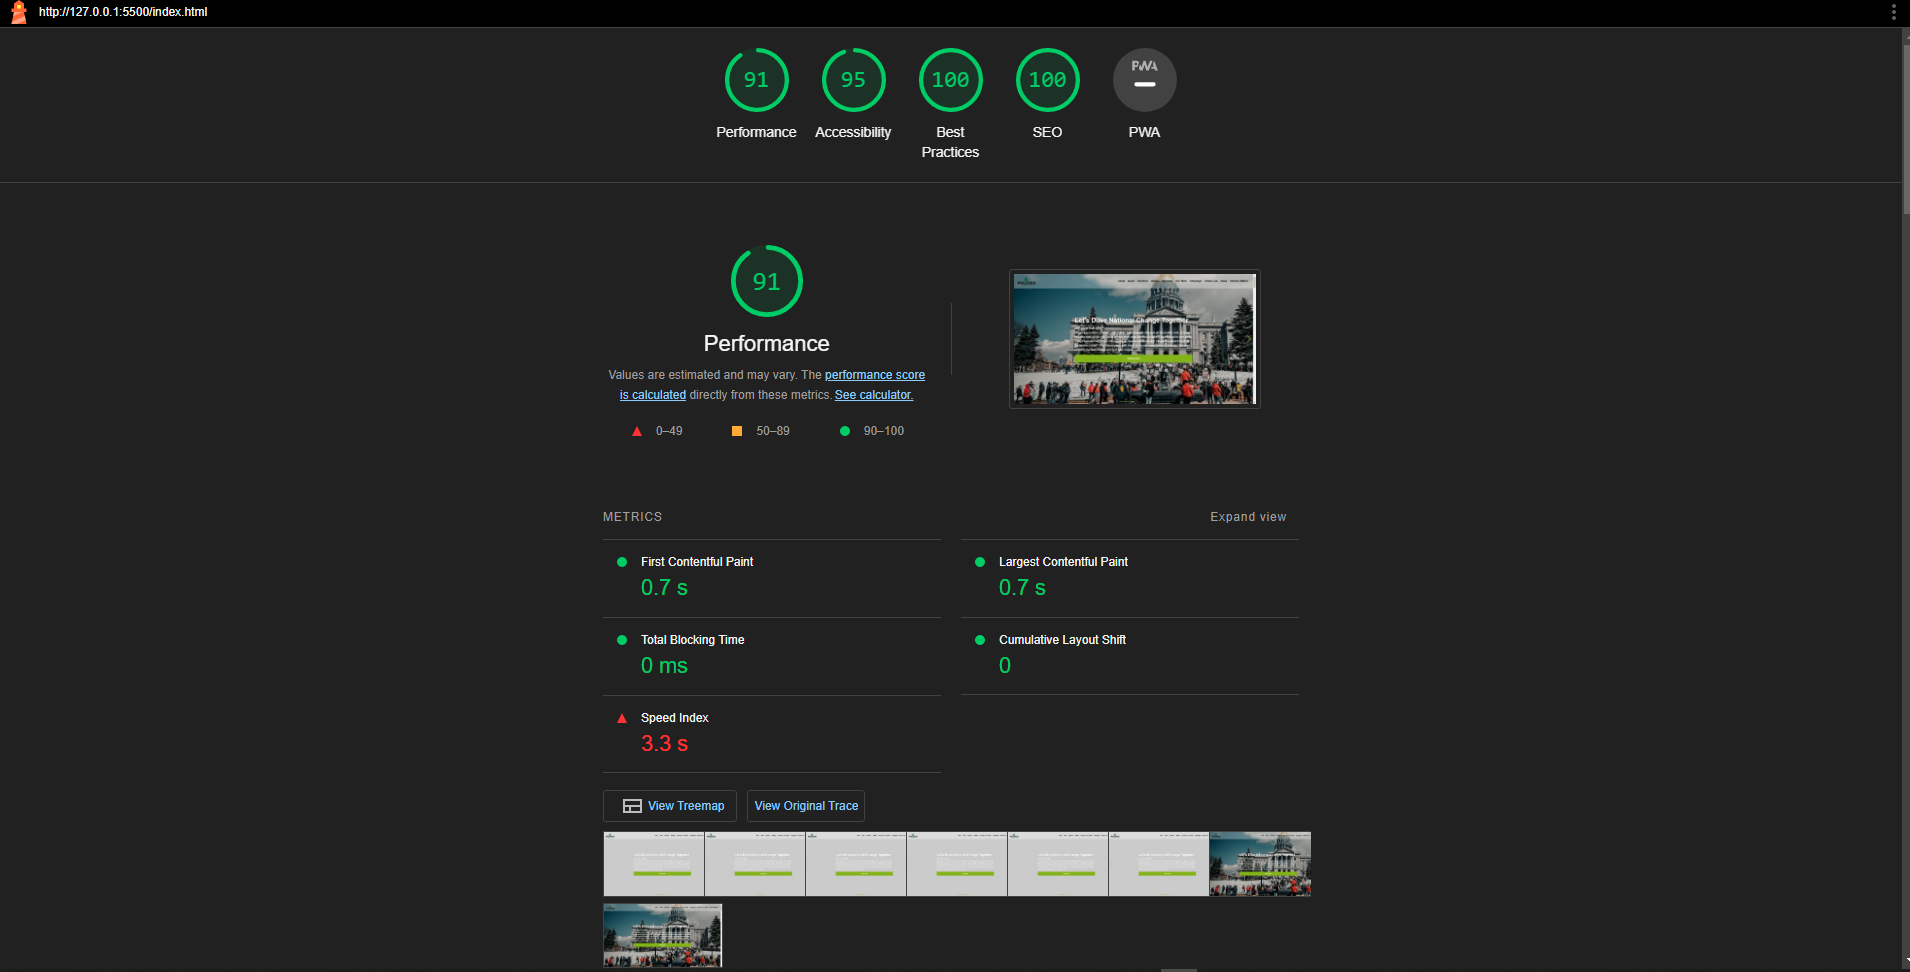 http://127.0.0.1:5500/index.html
91
95
100
100
PWA
Performance
Accessibility
Best
Practices
SEO
PWA
91
Performance
Values are estimated and may vary. The performance score
is calculated directly from these metrics. See calculator.
0–49
50–89
90–100
Let's Drive National Change Together
METRICS
Expand view
First Contentful Paint
0.7 s
Largest Contentful Paint
0.7 s
Total Blocking Time
0 ms
Cumulative Layout Shift
0
Speed Index
3.3 s
View Treemap
View Original Trace